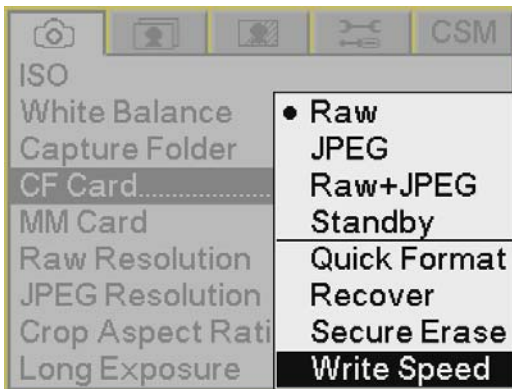 CSM
ISO
White Balance
Capture Folder
CF Card...................
MM Card
Raw Resolution
JPEG Resolution
Crop Aspect Rati
Long Exposure
Raw
JPEG
Raw+JPEG
Standby
Quick Format
Recover
Secure Erase
Write Speed